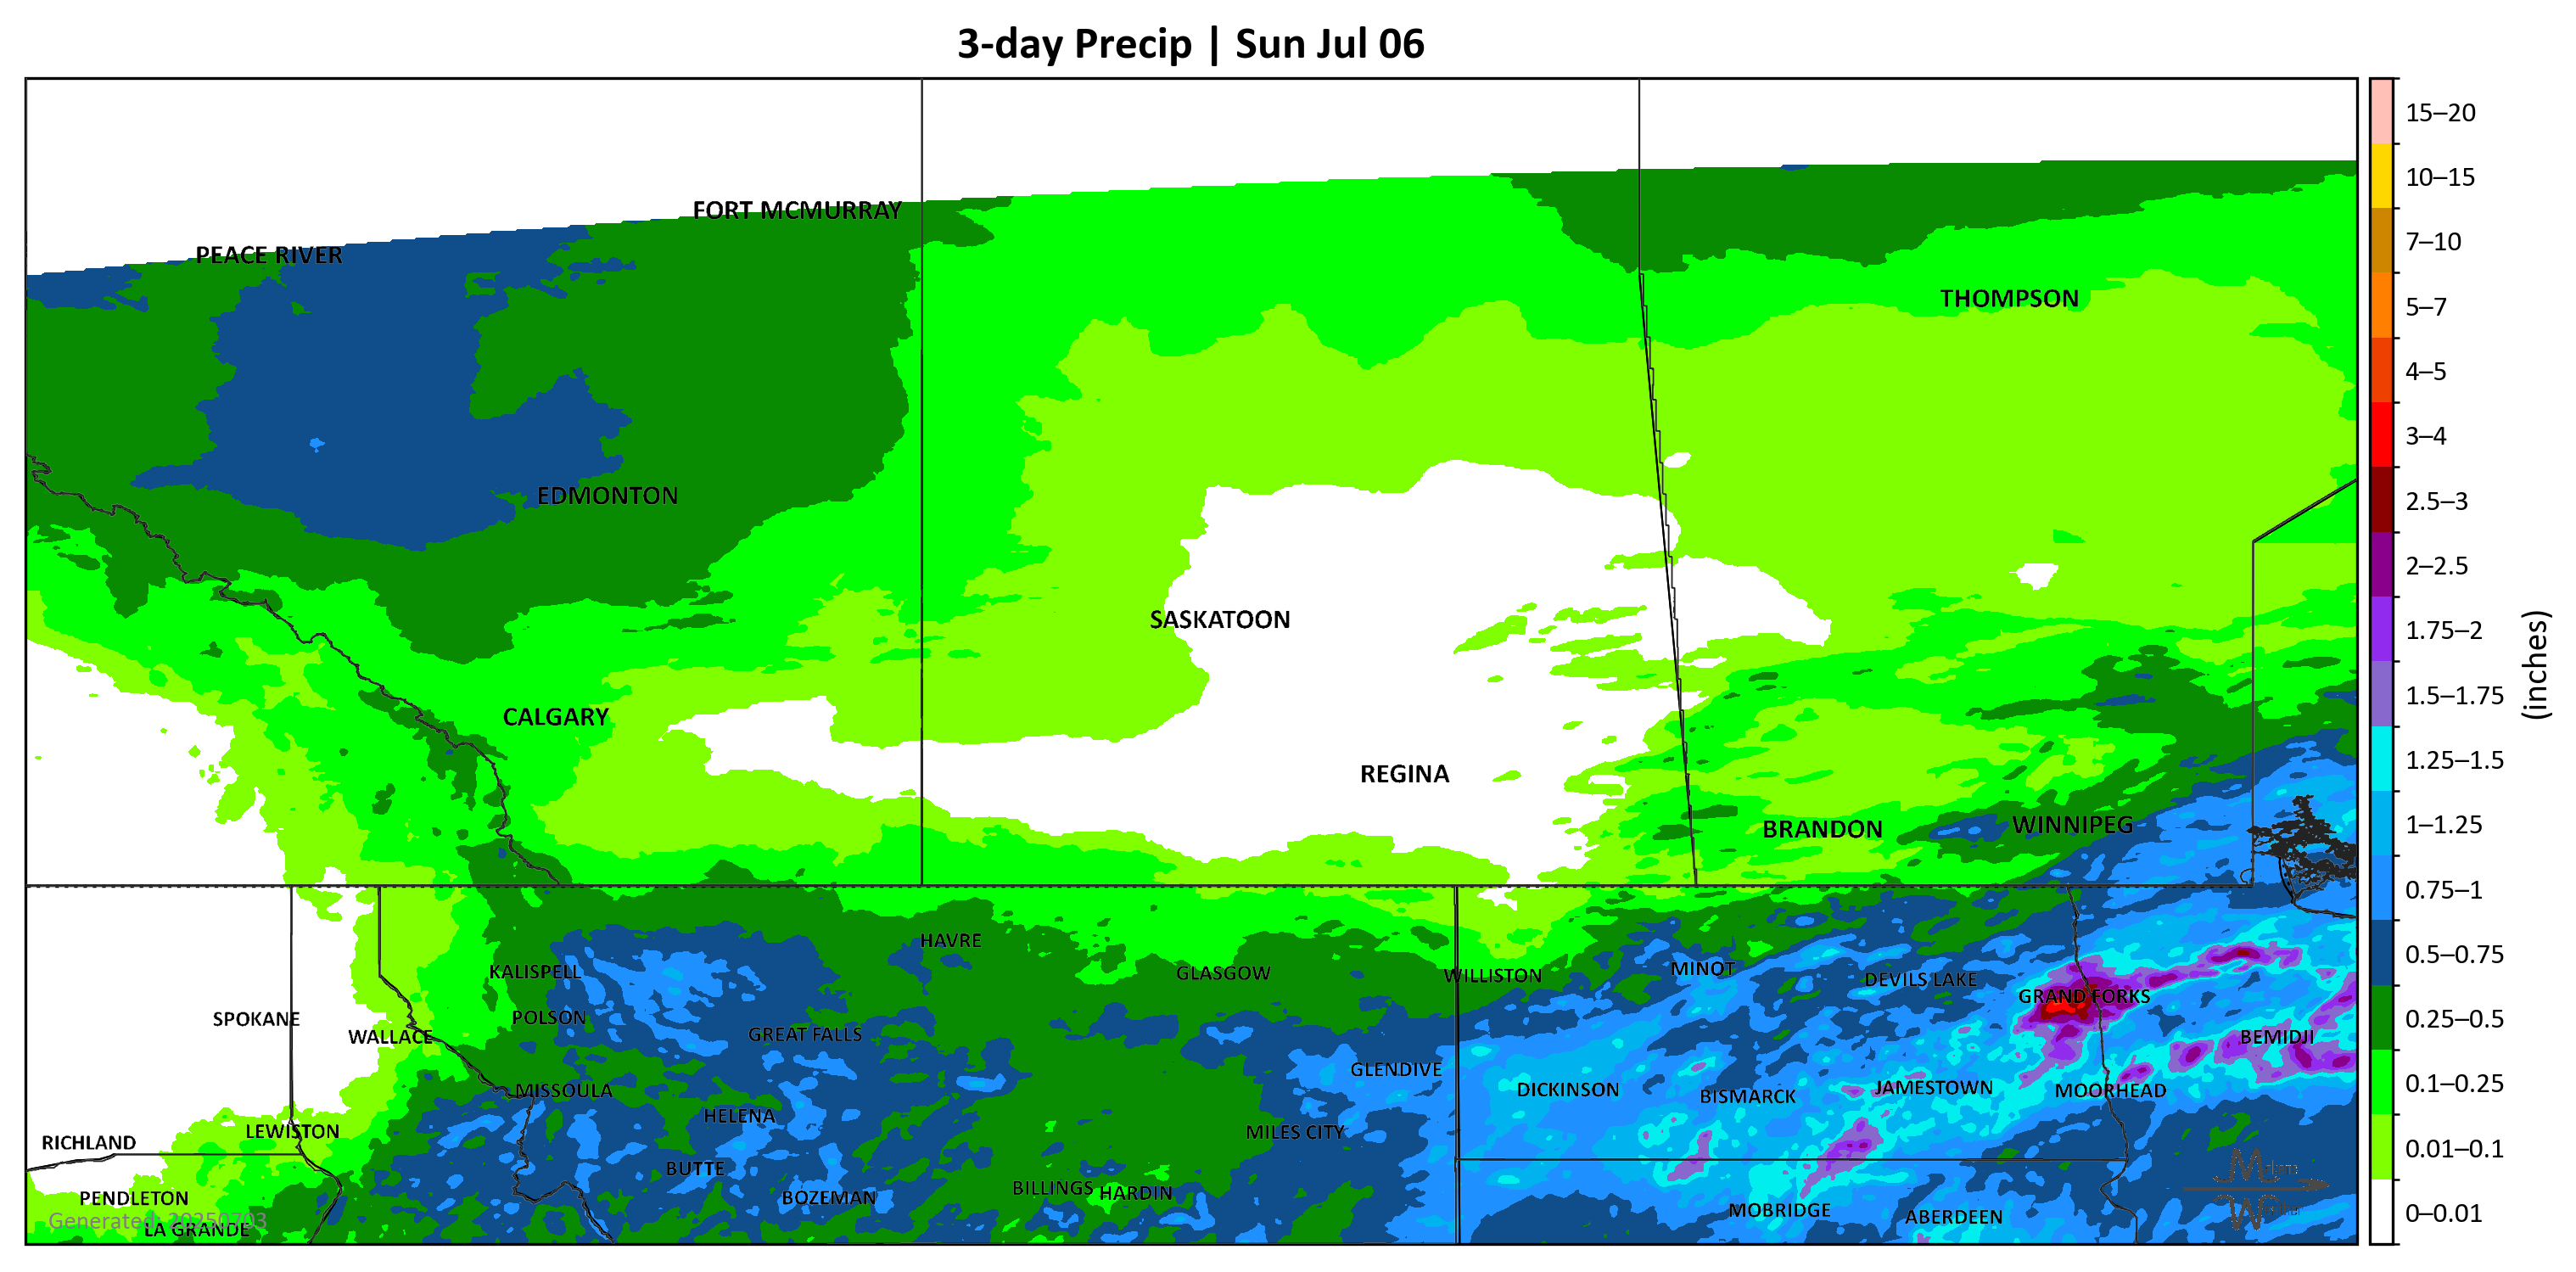 3-day Precip | Sun Jul 06
FORT MCMURRAY
PEACE RIVER
THOMPSON
EDMONTON
SASKATOON
CALGARY
REGINA
BRANDON
WINNIPEG
HAVRE
KALISPELL
GLASGOW
WILLISTON
MINOT
DEVILS LAKE
GRAND FORKS
SPOKANE
POLSON
WALLACE
GREAT FALLS
BEMIDJI
GLENDIVE
MISSOULA
DICKINSON
BISMARCK
JAMESTOWN
MOORHEAD
HELENA
RICHLAND
LEWISTON
MILES CITY
BUTTE
PENDLETON
BOZEMAN
BILLINGS
HARDIN
MOBRIDGE
ABERDEEN
Generated: 20250703
LA GRANDE
15–20
10–15
7–10
5–7
4–5
3–4
2.5–3
2–2.5
1.75–2
1.5–1.75
1.25–1.5
1–1.25
0.75–1
0.5–0.75
0.25–0.5
0.1–0.25
0.01–0.1
0–0.01
(inches)